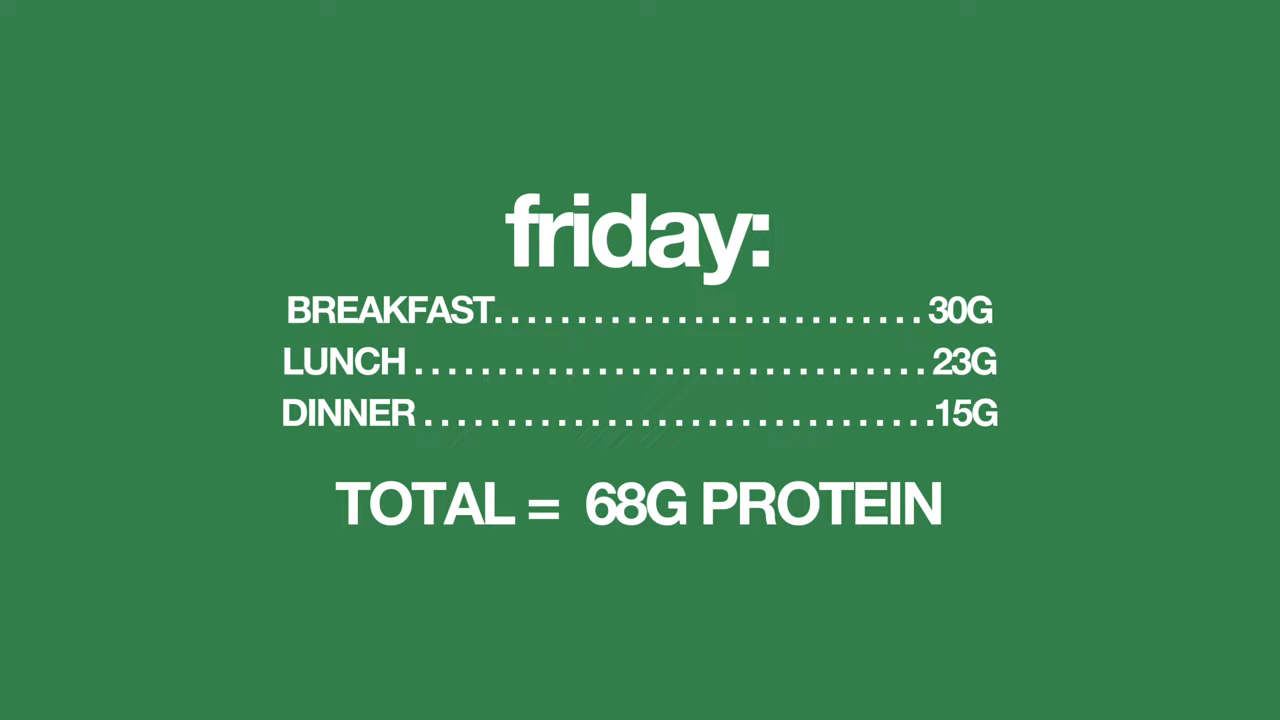 friday:
BREAKFAST..........................30G
LUNCH ...............................23G
DINNER ...............................15G
TOTAL = 68G PROTEIN